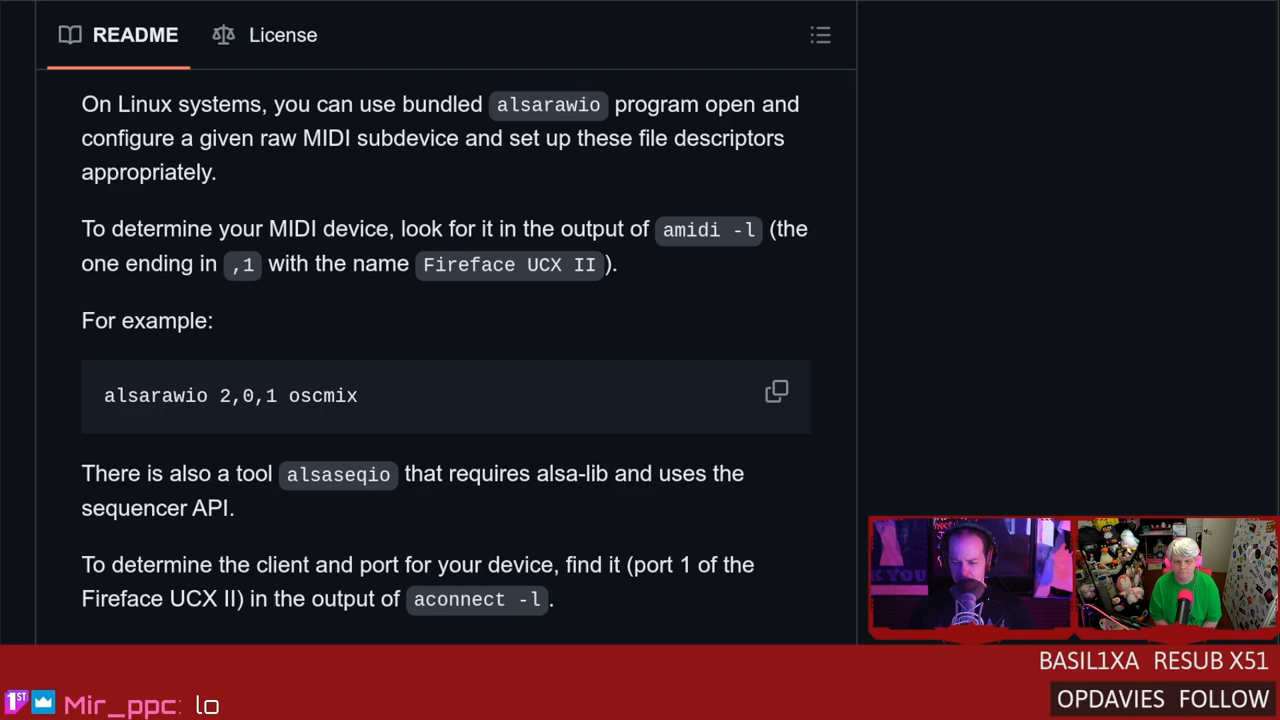 README License
On Linux systems, you can use bundled alsarawio program open and
configure a given raw MIDI subdevice and set up these file descriptors
appropriately.
To determine your MIDI device, look for it in the output of amidi -l (the
one ending in ,1 with the name Fireface UCX II ).
For example:
alsarawio 2,0,1 oscmix
There is also a tool alsaseqio that requires alsa-lib and uses the
sequencer API.
To determine the client and port for your device, find it (port 1 of the
Fireface UCX II) in the output of aconnect -l .
BASIL1XA RESUB X51
OPDAVIES FOLLOW
1ST Mir_ppc: lo